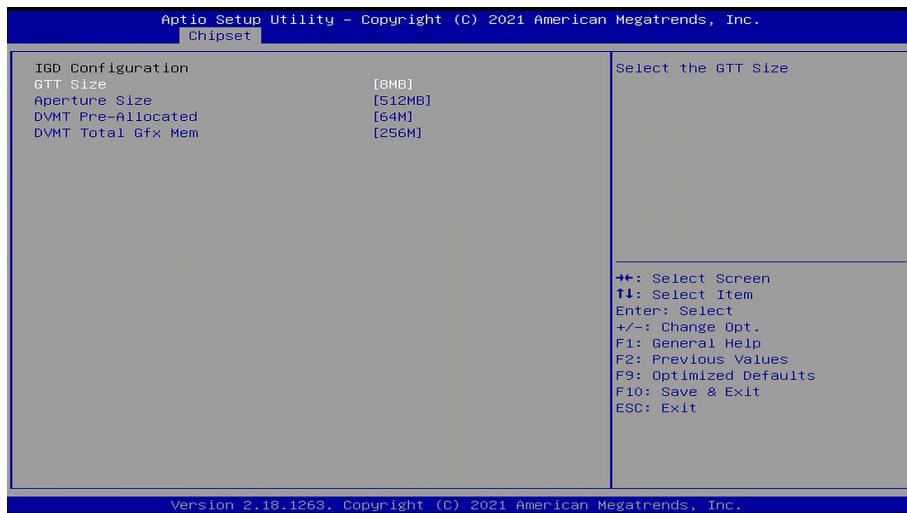 Aptio Setup Utility – Copyright (C) 2021 American Megatrends, Inc.
Chipset
IGD Configuration
GTT Size [8MB]
Aperture Size [512MB]
DVMT Pre-Allocated [64M]
DVMT Total Gfx Mem [256M]
Select the GTT Size
→←: Select Screen
↑↓: Select Item
Enter: Select
+/-: Change Opt.
F1: General Help
F2: Previous Values
F9: Optimized Defaults
F10: Save & Exit
ESC: Exit
Version 2.18.1263. Copyright (C) 2021 American Megatrends, Inc.